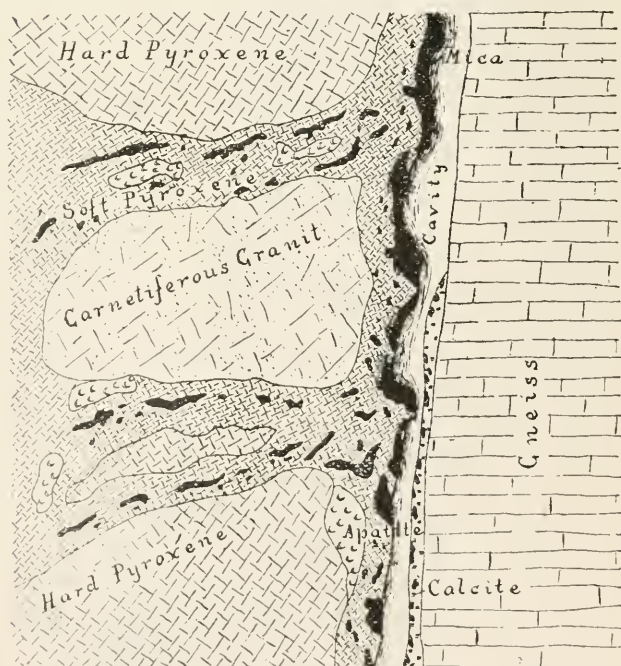 Hard Pyroxene
Mica
Soft Pyroxene
Cavity
Garnetiferous Granit
Gneiss
Hard Pyroxene
Apatite
Calcite